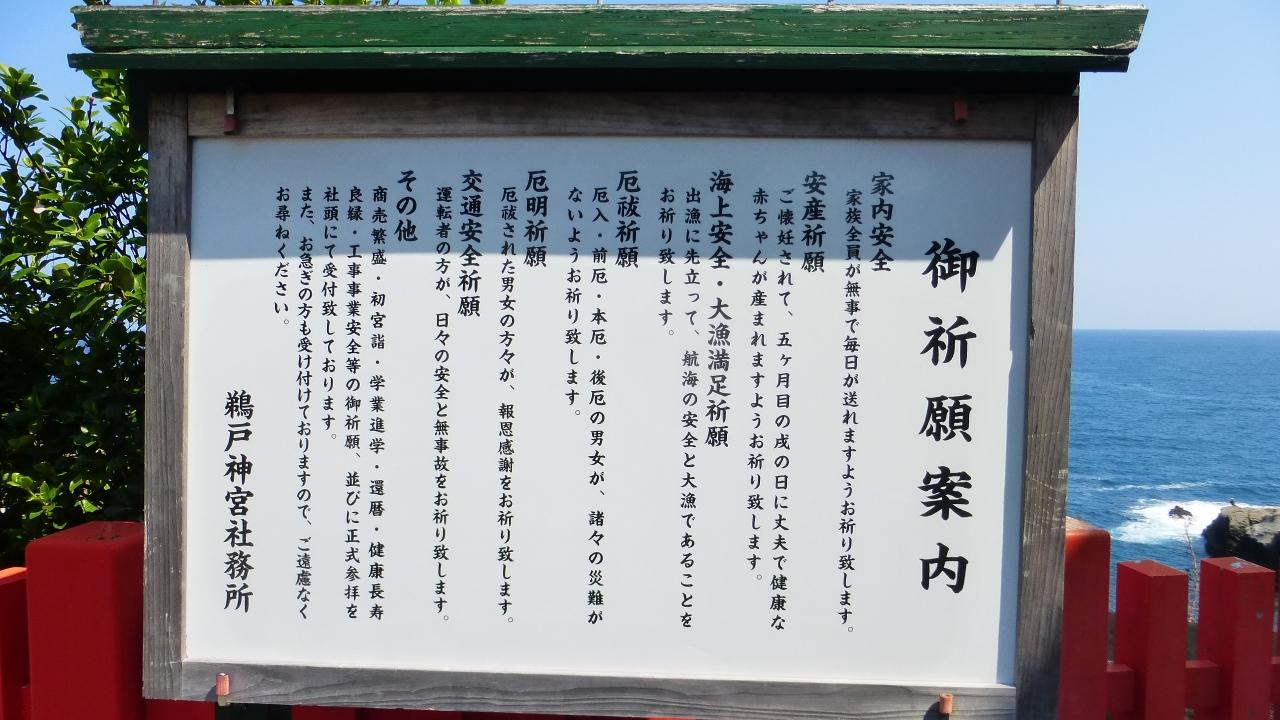 御祈願案内
家内安全
家族全員が無事で毎日が送れますようお祈り致します。
安産祈願
ご懐妊されて、五ヶ月目の戌の日に丈夫で健康な
赤ちゃんが産まれますようお祈り致します。
海上安全・大漁満足祈願
出漁に先立って、航海の安全と大漁であることを
お祈り致します。
厄祓祈願
厄入・前厄・本厄・後厄の男女が、諸々の災難が
ないようお祈り致します。
厄明祈願
厄祓された男女の方々が、報恩感謝をお祈り致します。
交通安全祈願
運転者の方が、日々の安全と無事故をお祈り致します。
その他
商売繁盛・初宮詣・学業進学・還暦・健康長寿
良縁・工事事業安全等の御祈願、並びに正式参拝を
社頭にて受付致しております。
また、お急ぎの方も受け付けておりますので、ご遠慮なく
お尋ねください。
鵜戸神宮社務所